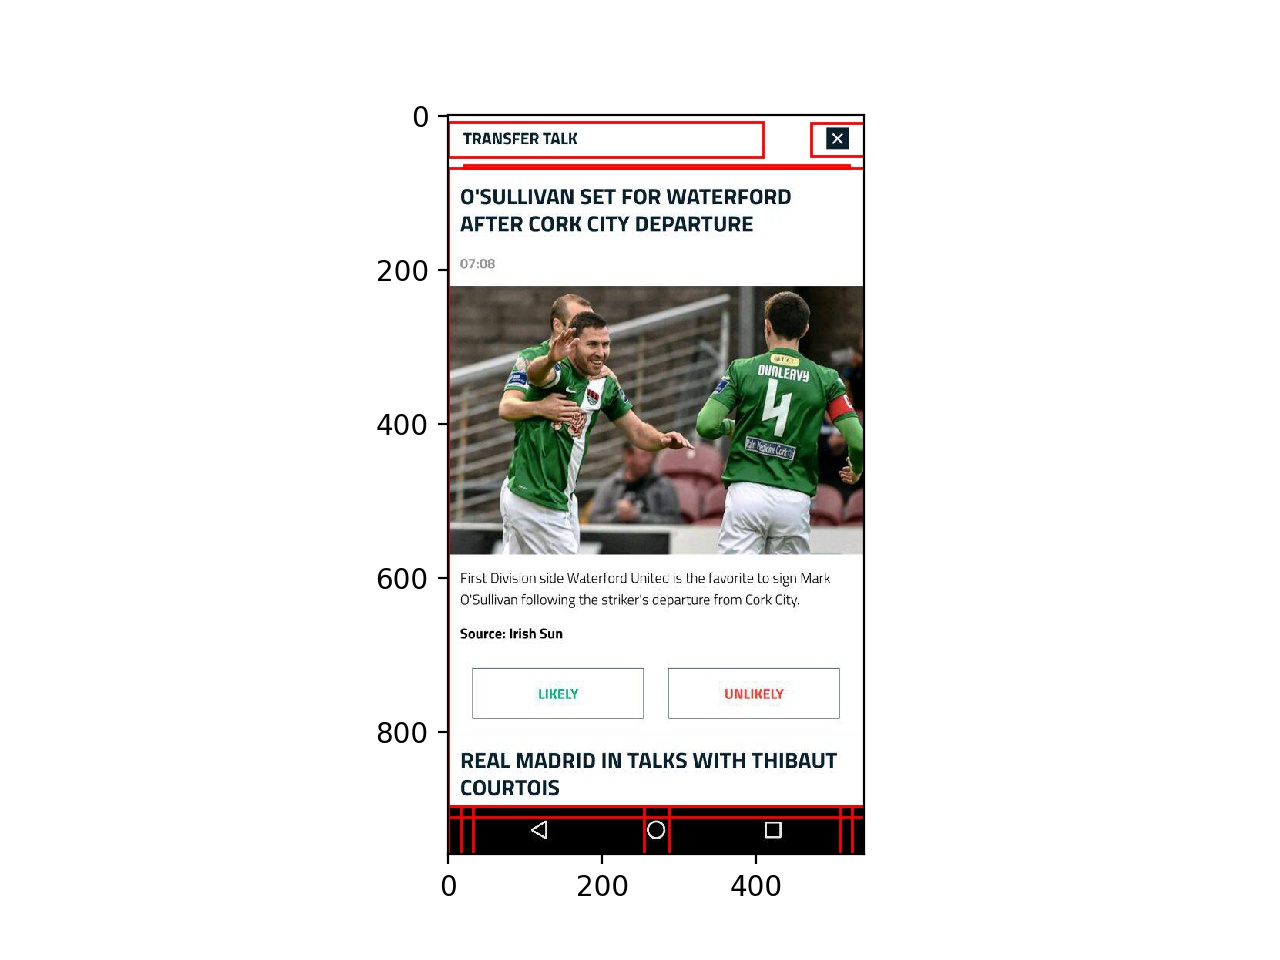 0
TRANSFER TALK
O'SULLIVAN SET FOR WATERFORD
AFTER CORK CITY DEPARTURE
200
07:08
DUNLEAVY
4
400
600
First Division side Waterford United is the favorite to sign Mark
O'Sullivan following the striker's departure from Cork City.
Source: Irish Sun
LIKELY UNLIKELY
800
REAL MADRID IN TALKS WITH THIBAUT
COURTOIS
0 200 400